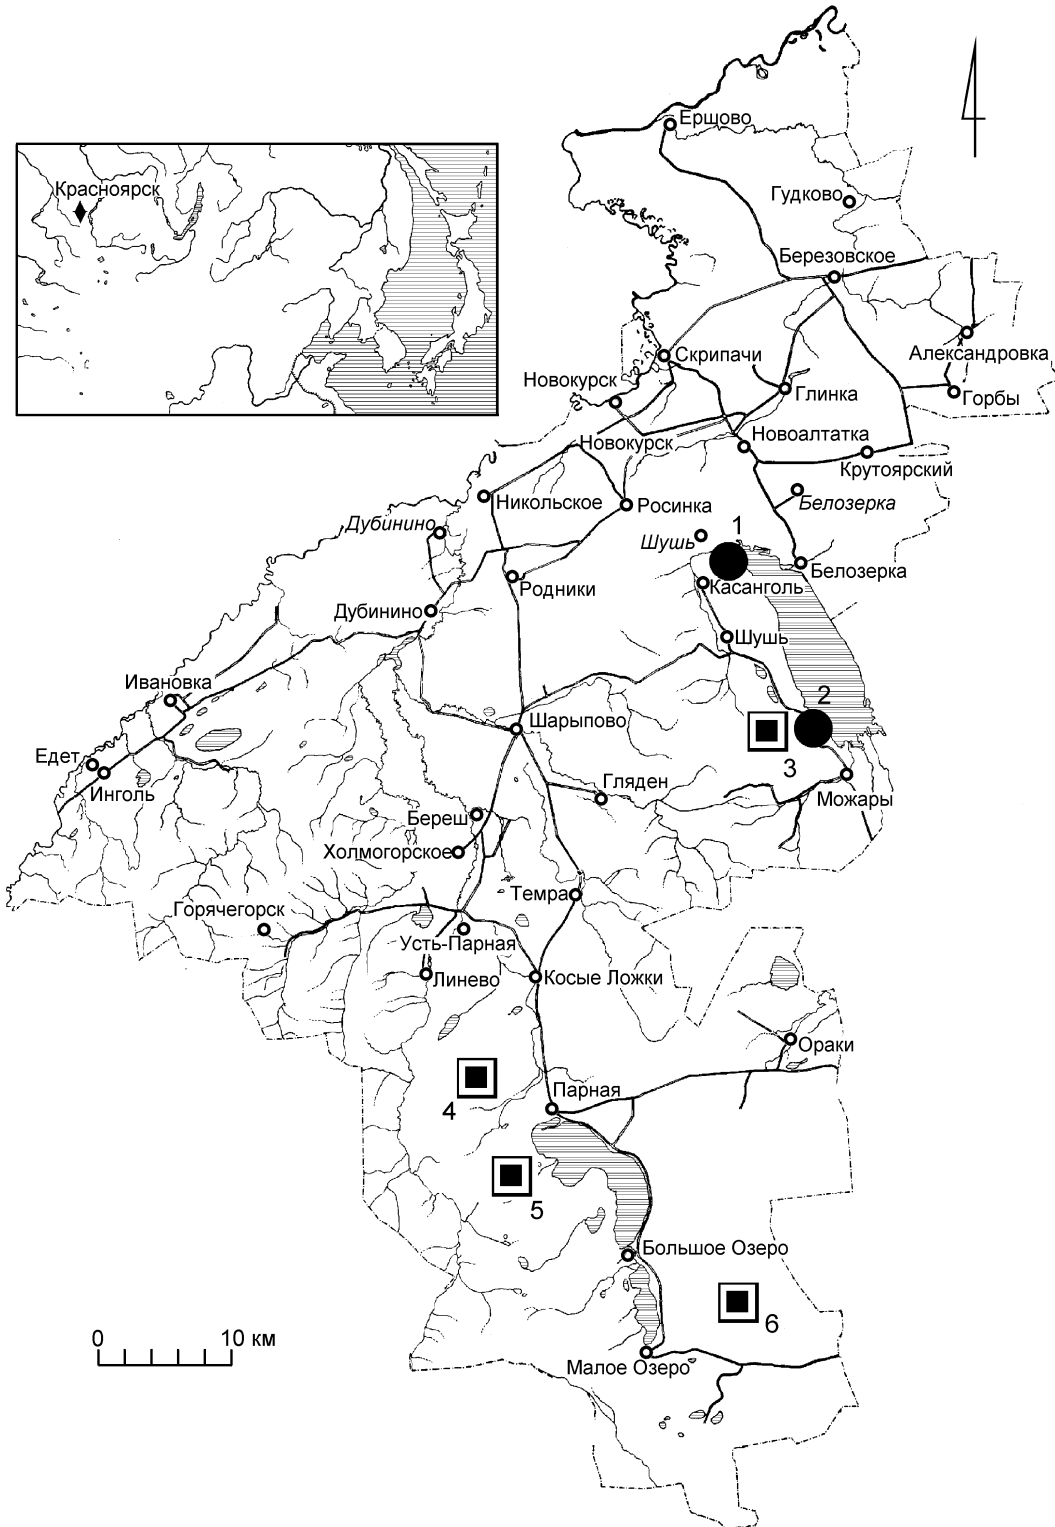 Ершово
Красноярск
Гудково
Березовское
Скрипачи
Александровка
Новокурск
Глинка
Горбы
Новокурск
Новоалтатка
Крутоярский
Никольское
Росинка
Белозерка
Дубинино
1
Шушь
Белозерка
Родники
Касанголь
Дубинино
Шушь
Ивановка
2
Шарыпово
Едет
3
Инголь
Гляден
Можары
Береш
Холмогорское
Темра
Горячегорск
Усть-Парная
Линево
Косые Ложки
Ораки
Парная
4
5
Большое Озеро
6
0 10 км
Малое Озеро